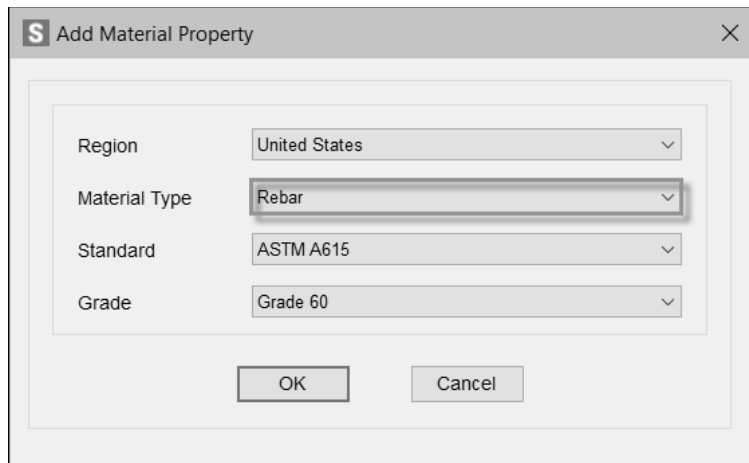 S Add Material Property
Region United States
Material Type Rebar
Standard ASTM A615
Grade Grade 60
OK Cancel